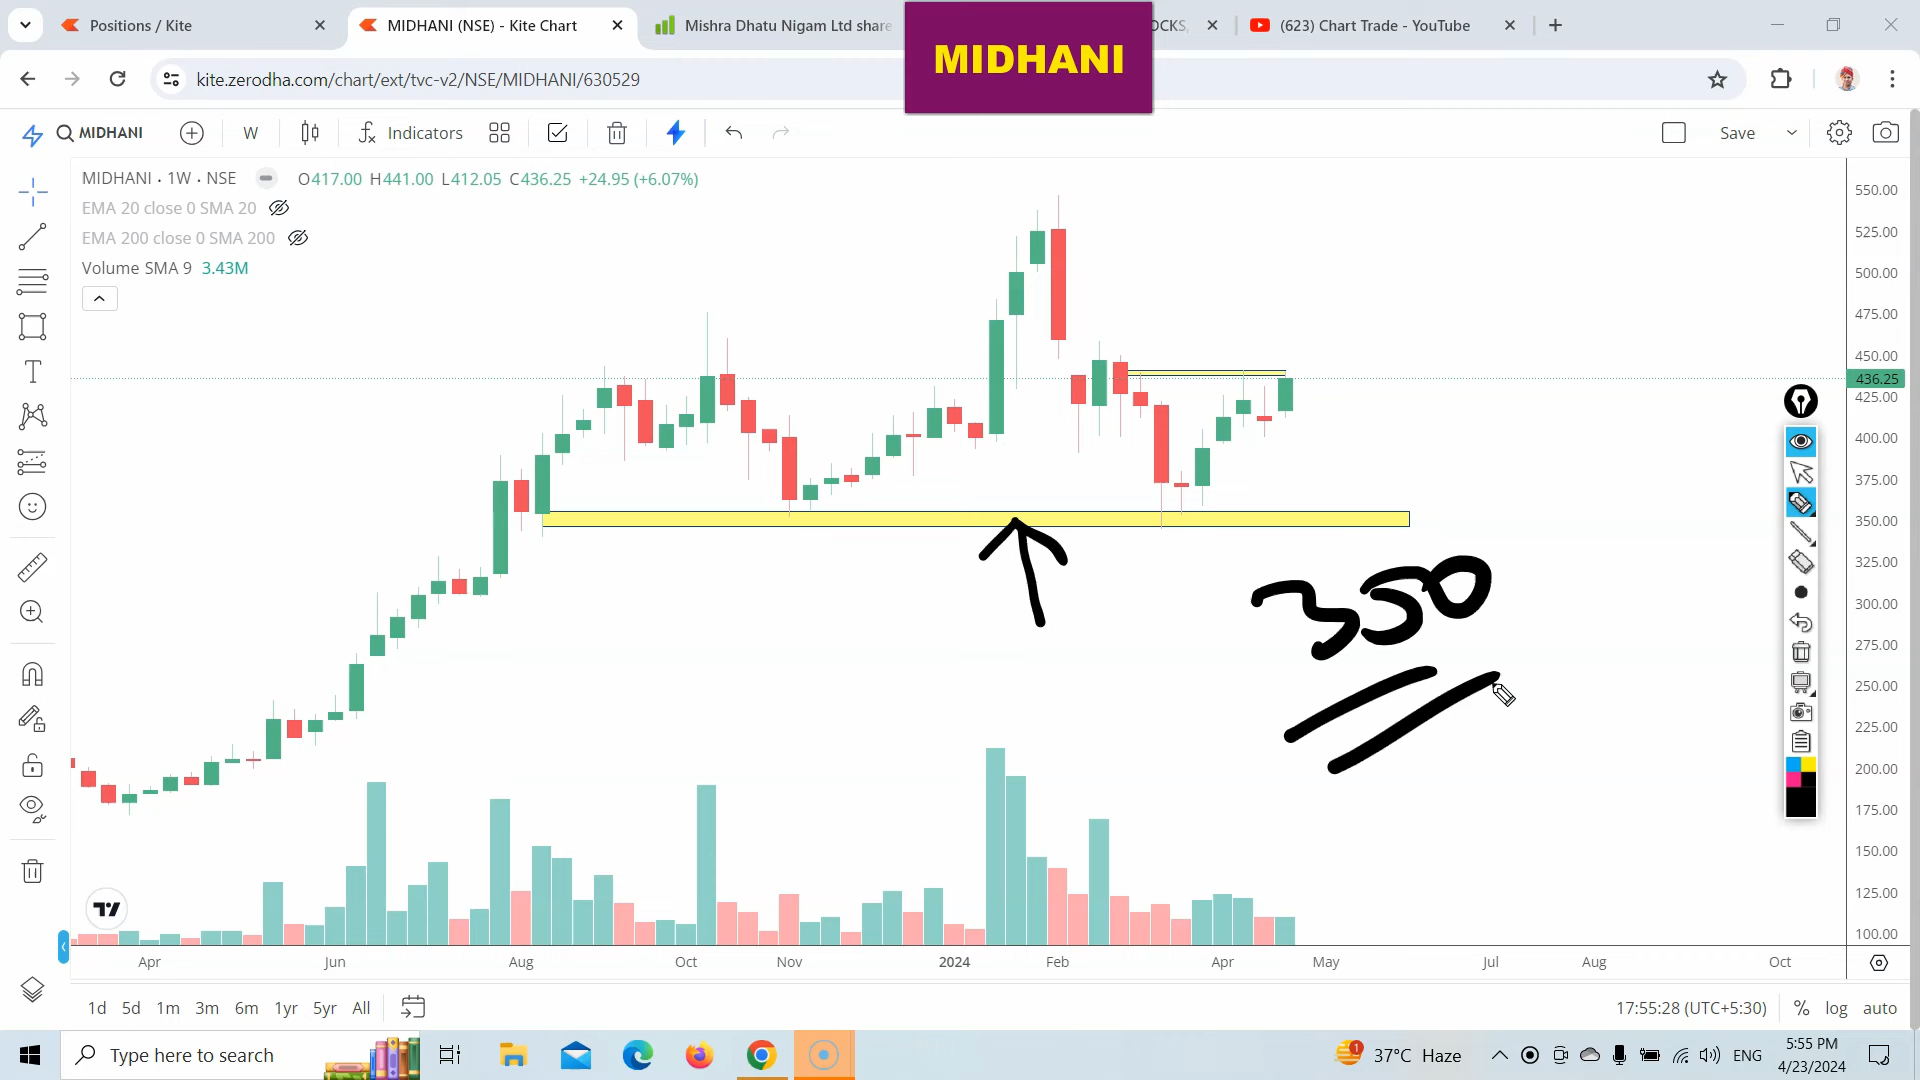 Positions / Kite
MIDHANI (NSE) - Kite Chart
Mishra Dhatu Nigam Ltd share
OCKS,
(623) Chart Trade - YouTube
MIDHANI
kite.zerodha.com/chart/ext/tvc-v2/NSE/MIDHANI/630529
MIDHANI
W
Indicators
Save
MIDHANI · 1W · NSE
O417.00 H441.00 L412.05 C436.25 +24.95 (+6.07%)
EMA 20 close 0 SMA 20
EMA 200 close 0 SMA 200
Volume SMA 9 3.43M
550.00
525.00
500.00
475.00
450.00
436.25
425.00
400.00
375.00
350.00
325.00
300.00
275.00
250.00
225.00
200.00
175.00
150.00
125.00
100.00
350
Apr Jun Aug Oct Nov 2024 Feb Apr May Jul Aug Oct
1d 5d 1m 3m 6m 1yr 5yr All
17:55:28 (UTC+5:30) % log auto
Type here to search
1
37°C Haze
ENG
5:55 PM
4/23/2024